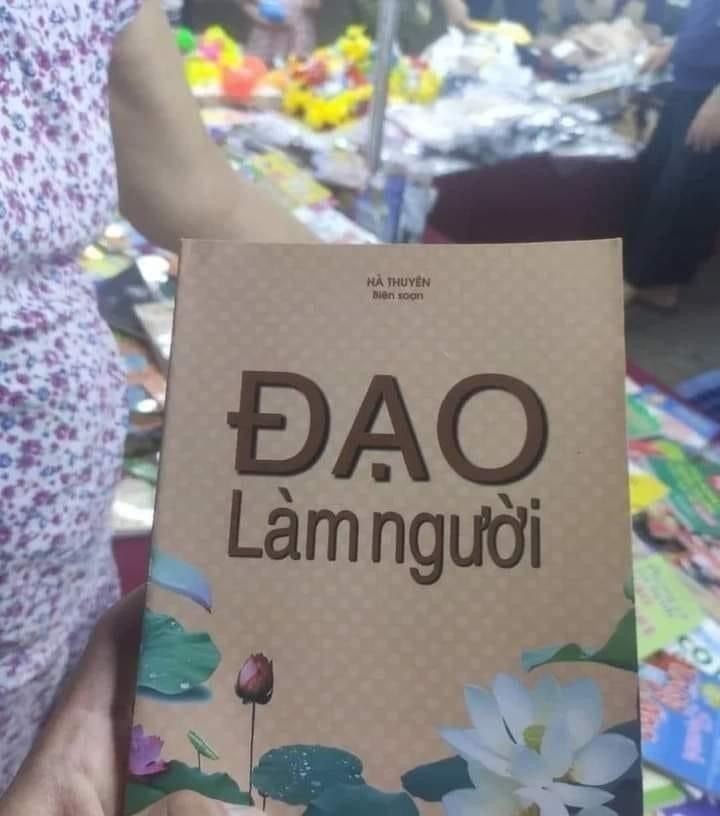 HÀ THUYÊN
Biên soạn
ĐẠO
Làm người